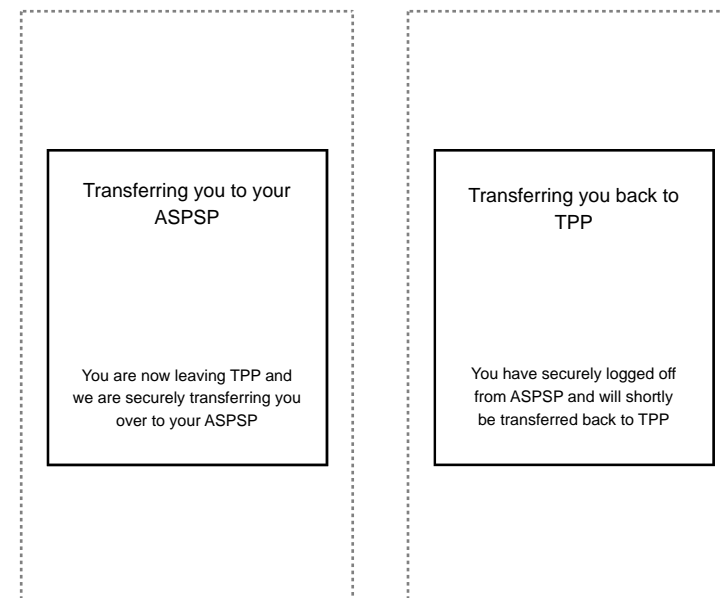 Transferring you to your
ASPSP
You are now leaving TPP and
we are securely transferring you
over to your ASPSP
Transferring you back to
TPP
You have securely logged off
from ASPSP and will shortly
be transferred back to TPP